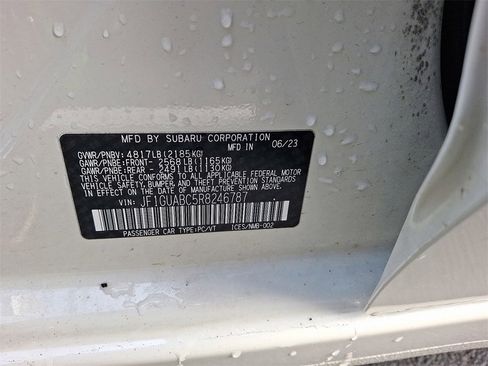 MFD BY SUBARU CORPORATION
MFD IN 06/23
GVWR/PNBV: 4817LB(2185KG)
GAWR/PNBE:FRONT- 2568LB(1165KG)
GAWR/PNBE:REAR - 2491LB(1130KG)
THIS VEHICLE CONFORMS TO ALL APPLICABLE FEDERAL MOTOR
VEHICLE SAFETY, BUMPER, AND THEFT PREVENTION STANDARDS
IN EFFECT ON THE DATE OF MANUFACTURE SHOWN ABOVE.
VIN: JF1GUABC5R8246787
PASSENGER CAR TYPE:PC/VT ICES/NMB-002